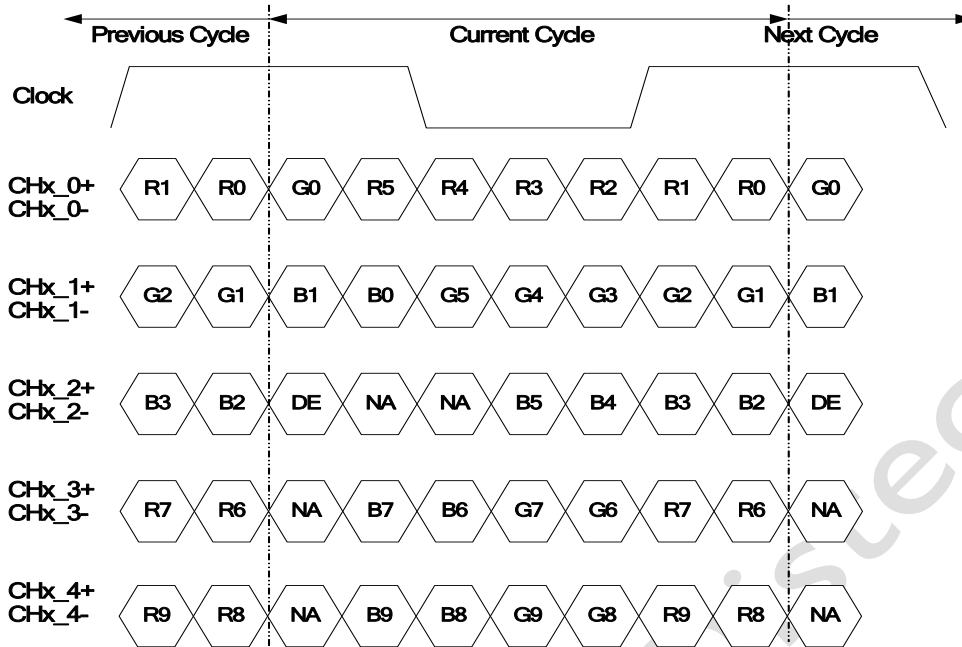 Previous Cycle Current Cycle Next Cycle
Clock
CHx_0+
CHx_0-
R1 R0 G0 R5 R4 R3 R2 R1 R0 G0
CHx_1+
CHx_1-
G2 G1 B1 B0 G5 G4 G3 G2 G1 B1
CHx_2+
CHx_2-
B3 B2 DE NA NA B5 B4 B3 B2 DE
CHx_3+
CHx_3-
R7 R6 NA B7 B6 G7 G6 R7 R6 NA
CHx_4+
CHx_4-
R9 R8 NA B9 B8 G9 G8 R9 R8 NA